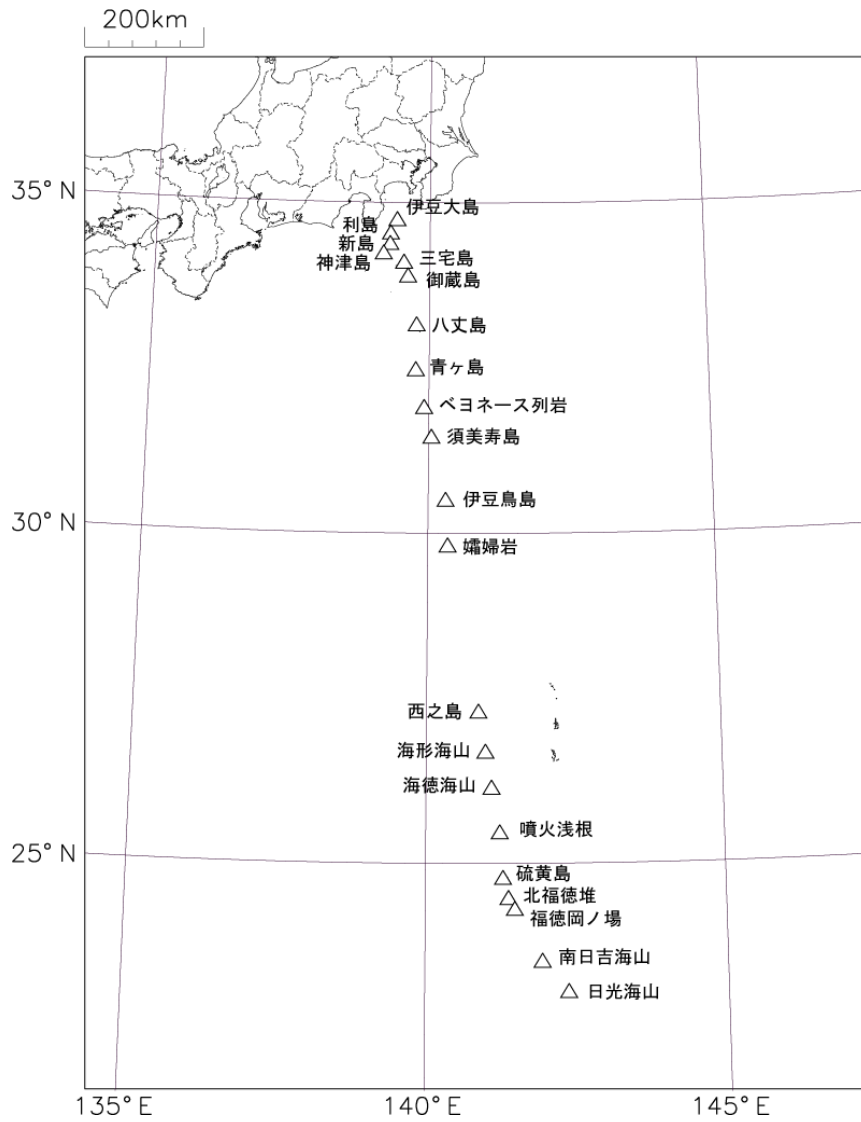 200km
35°N
伊豆大島
利島
新島
神津島
三宅島
御蔵島
八丈島
青ヶ島
ベヨネース列岩
須美寿島
伊豆鳥島
30°N
孀婦岩
西之島
海形海山
海徳海山
噴火浅根
25°N
硫黄島
北福徳堆
福徳岡ノ場
南日吉海山
日光海山
135°E
140°E
145°E